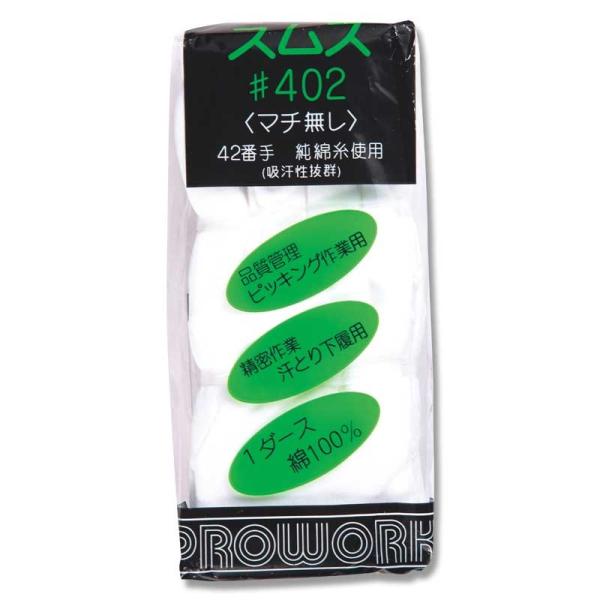 スムス
#402
〈マチ無し〉
42番手 純綿糸使用
(吸汗性抜群)
品質管理
ピッキング作業用
精密作業
汗とり下履用
1ダース
綿100%
PROWORK